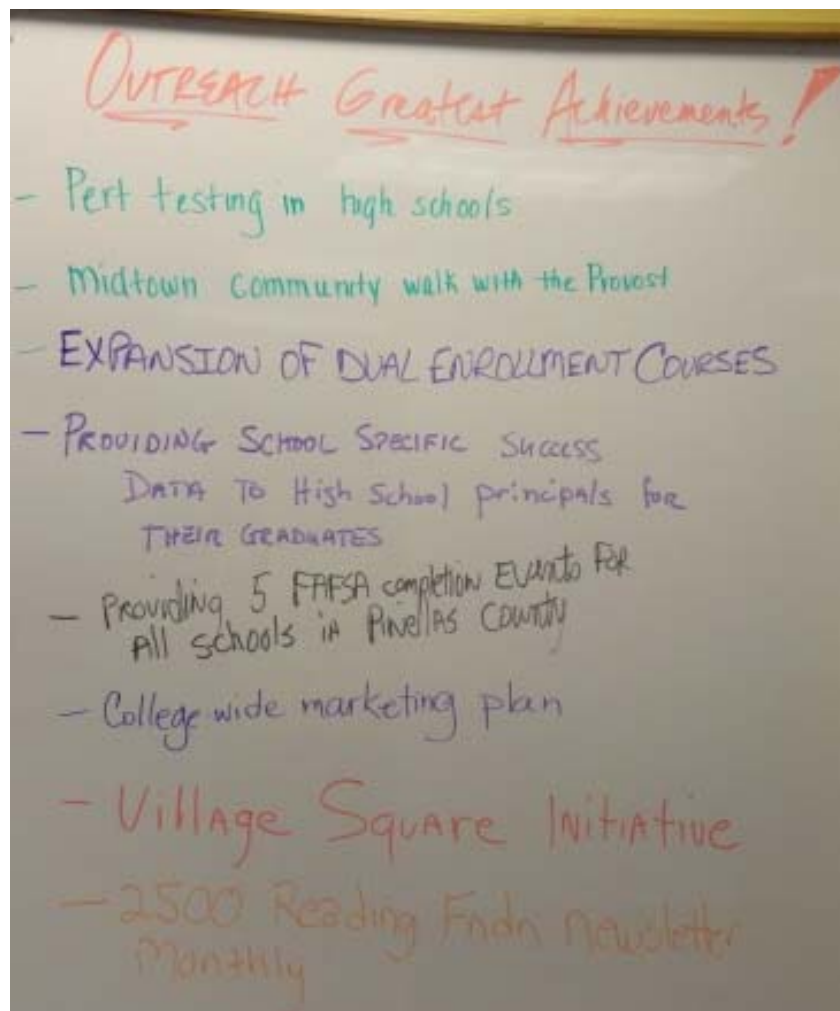 OUTREACH Greatest Achievements!
- Pert testing in high schools
- Midtown community walk with the Provost
- EXPANSION OF DUAL ENROLLMENT COURSES
- PROVIDING SCHOOL SPECIFIC SUCCESS
DATA TO High School principals for
THEIR GRADUATES
- PROVIDING 5 FAFSA completion EVENTS FOR
All schools in PINELLAS COUNTY
- College wide marketing plan
- Village Square Initiative
- 2500 Reading Fndn newsletter
Monthly